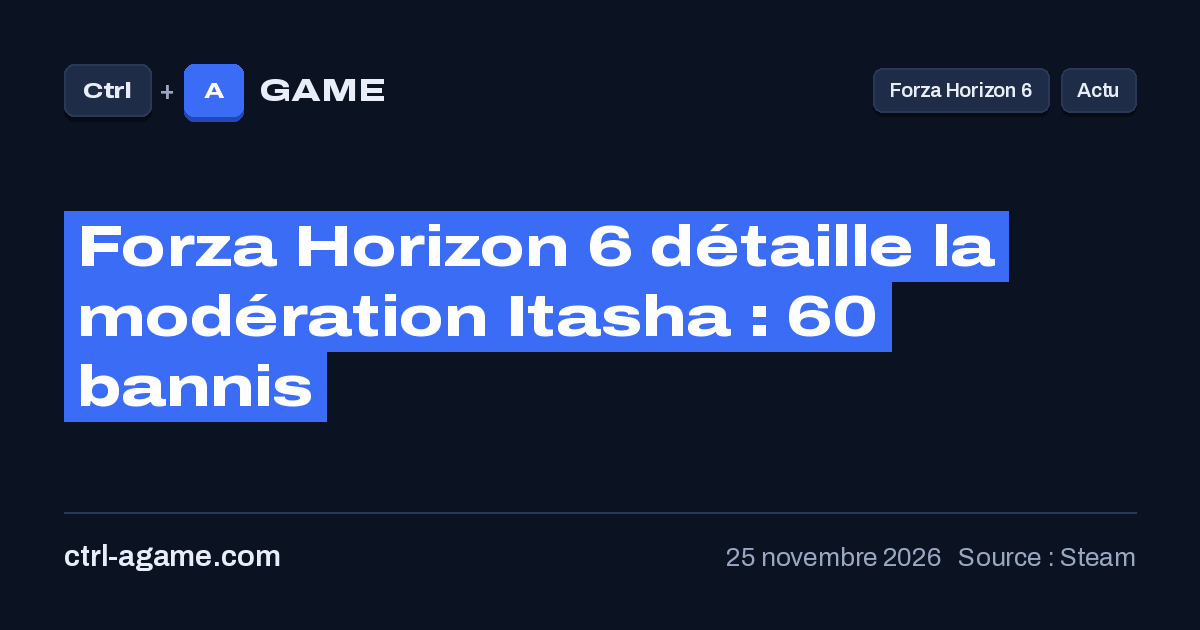 Ctrl + A GAME
Forza Horizon 6 Actu
Forza Horizon 6 détaille la
modération Itasha : 60
bannis
ctrl-agame.com
25 novembre 2026 Source : Steam